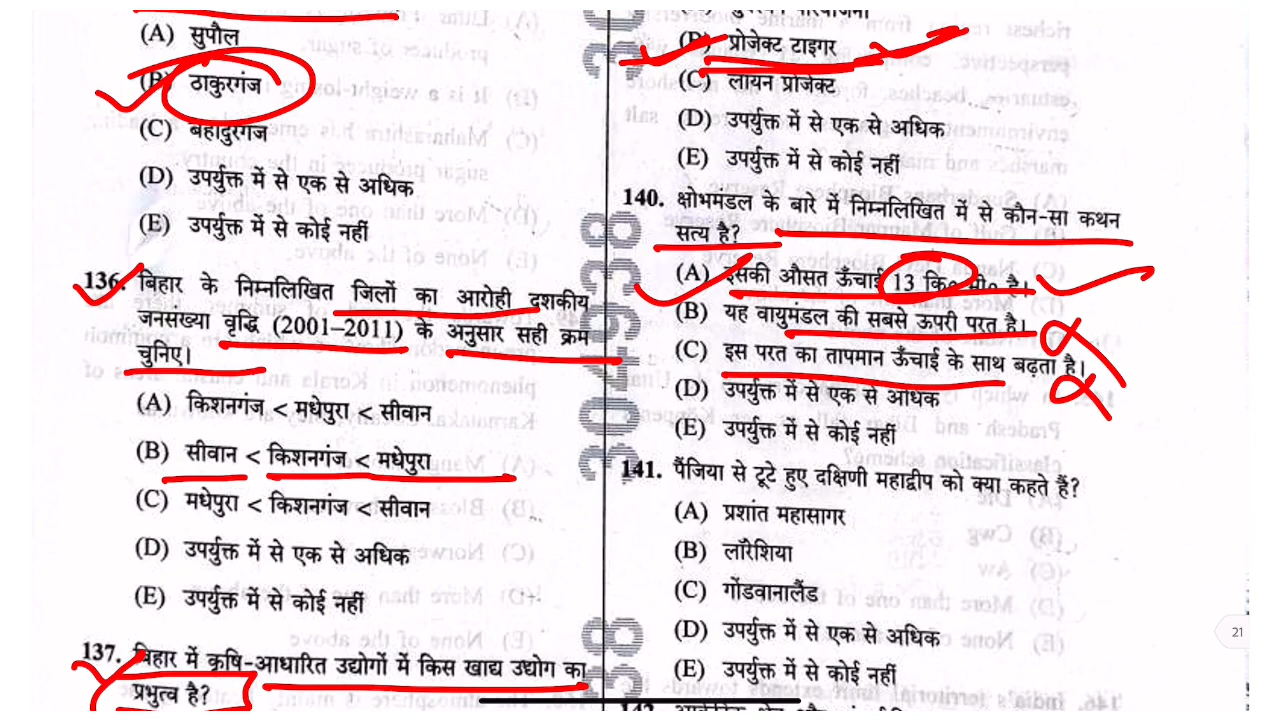 (A) सुपौल
(B) ठाकुरगंज
(C) बहादुरगंज
(D) उपर्युक्त में से एक से अधिक
(E) उपर्युक्त में से कोई नहीं
136. बिहार के निम्नलिखित जिलों का आरोही दशकीय
जनसंख्या वृद्धि (2001–2011) के अनुसार सही क्रम
चुनिए।
(A) किशनगंज < मधेपुरा < सीवान
(B) सीवान < किशनगंज < मधेपुरा
(C) मधेपुरा < किशनगंज < सीवान
(D) उपर्युक्त में से एक से अधिक
(E) उपर्युक्त में से कोई नहीं
137. बिहार में कृषि-आधारित उद्योगों में किस खाद्य उद्योग का
प्रभुत्व है?
(B) प्रोजेक्ट टाइगर
(C) लायन प्रोजेक्ट
(D) उपर्युक्त में से एक से अधिक
(E) उपर्युक्त में से कोई नहीं
140. क्षोभमंडल के बारे में निम्नलिखित में से कौन-सा कथन
सत्य है?
(A) इसकी औसत ऊँचाई 13 कि० मी० है।
(B) यह वायुमंडल की सबसे ऊपरी परत है।
(C) इस परत का तापमान ऊँचाई के साथ बढ़ता है।
(D) उपर्युक्त में से एक से अधिक
(E) उपर्युक्त में से कोई नहीं
141. पैंजिया से टूटे हुए दक्षिणी महाद्वीप को क्या कहते हैं?
(A) प्रशांत महासागर
(B) लॉरेशिया
(C) गोंडवानालैंड
(D) उपर्युक्त में से एक से अधिक
(E) उपर्युक्त में से कोई नहीं
21